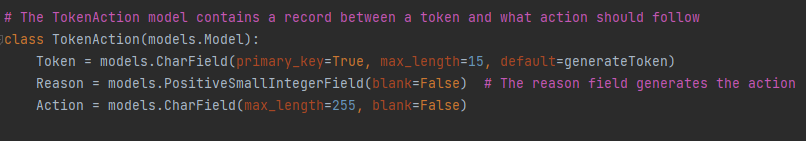 # The TokenAction model contains a record between a token and what action should follow
class TokenAction(models.Model):
    Token = models.CharField(primary_key=True, max_length=15, default=generateToken)
    Reason = models.PositiveSmallIntegerField(blank=False)  # The reason field generates the action
    Action = models.CharField(max_length=255, blank=False)